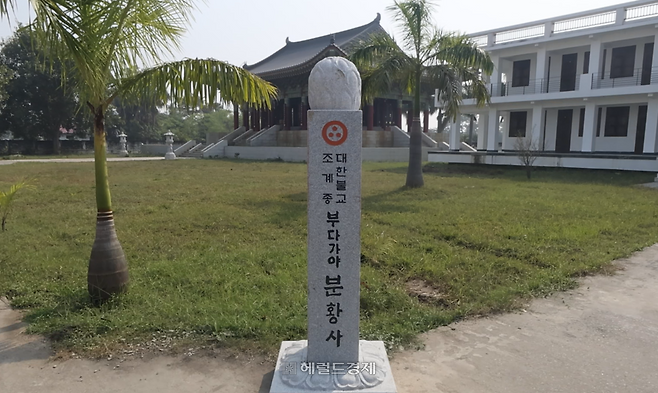 대한불교
조계종
부다가야
분황사
헤럴드경제